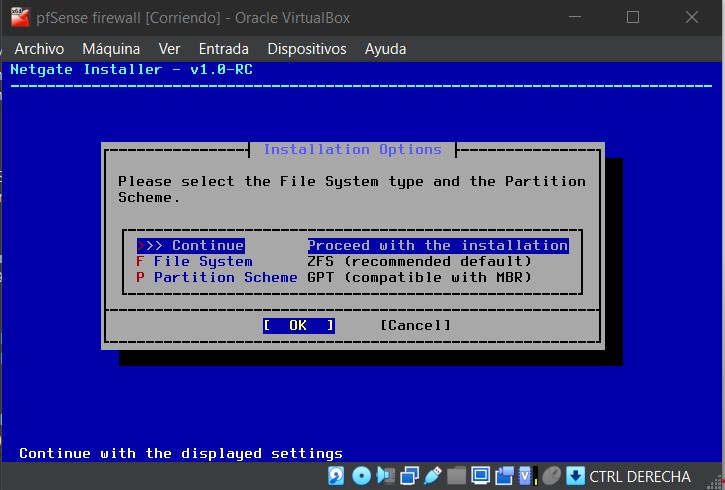 pfSense firewall [Corriendo] - Oracle VirtualBox
Archivo Máquina Ver Entrada Dispositivos Ayuda
Netgate Installer - v1.0-RC
Installation Options
Please select the File System type and the Partition
Scheme.
>>> Continue Proceed with the installation
F File System ZFS (recommended default)
P Partition Scheme GPT (compatible with MBR)
[ OK ] [Cancel]
Continue with the displayed settings
CTRL DERECHA